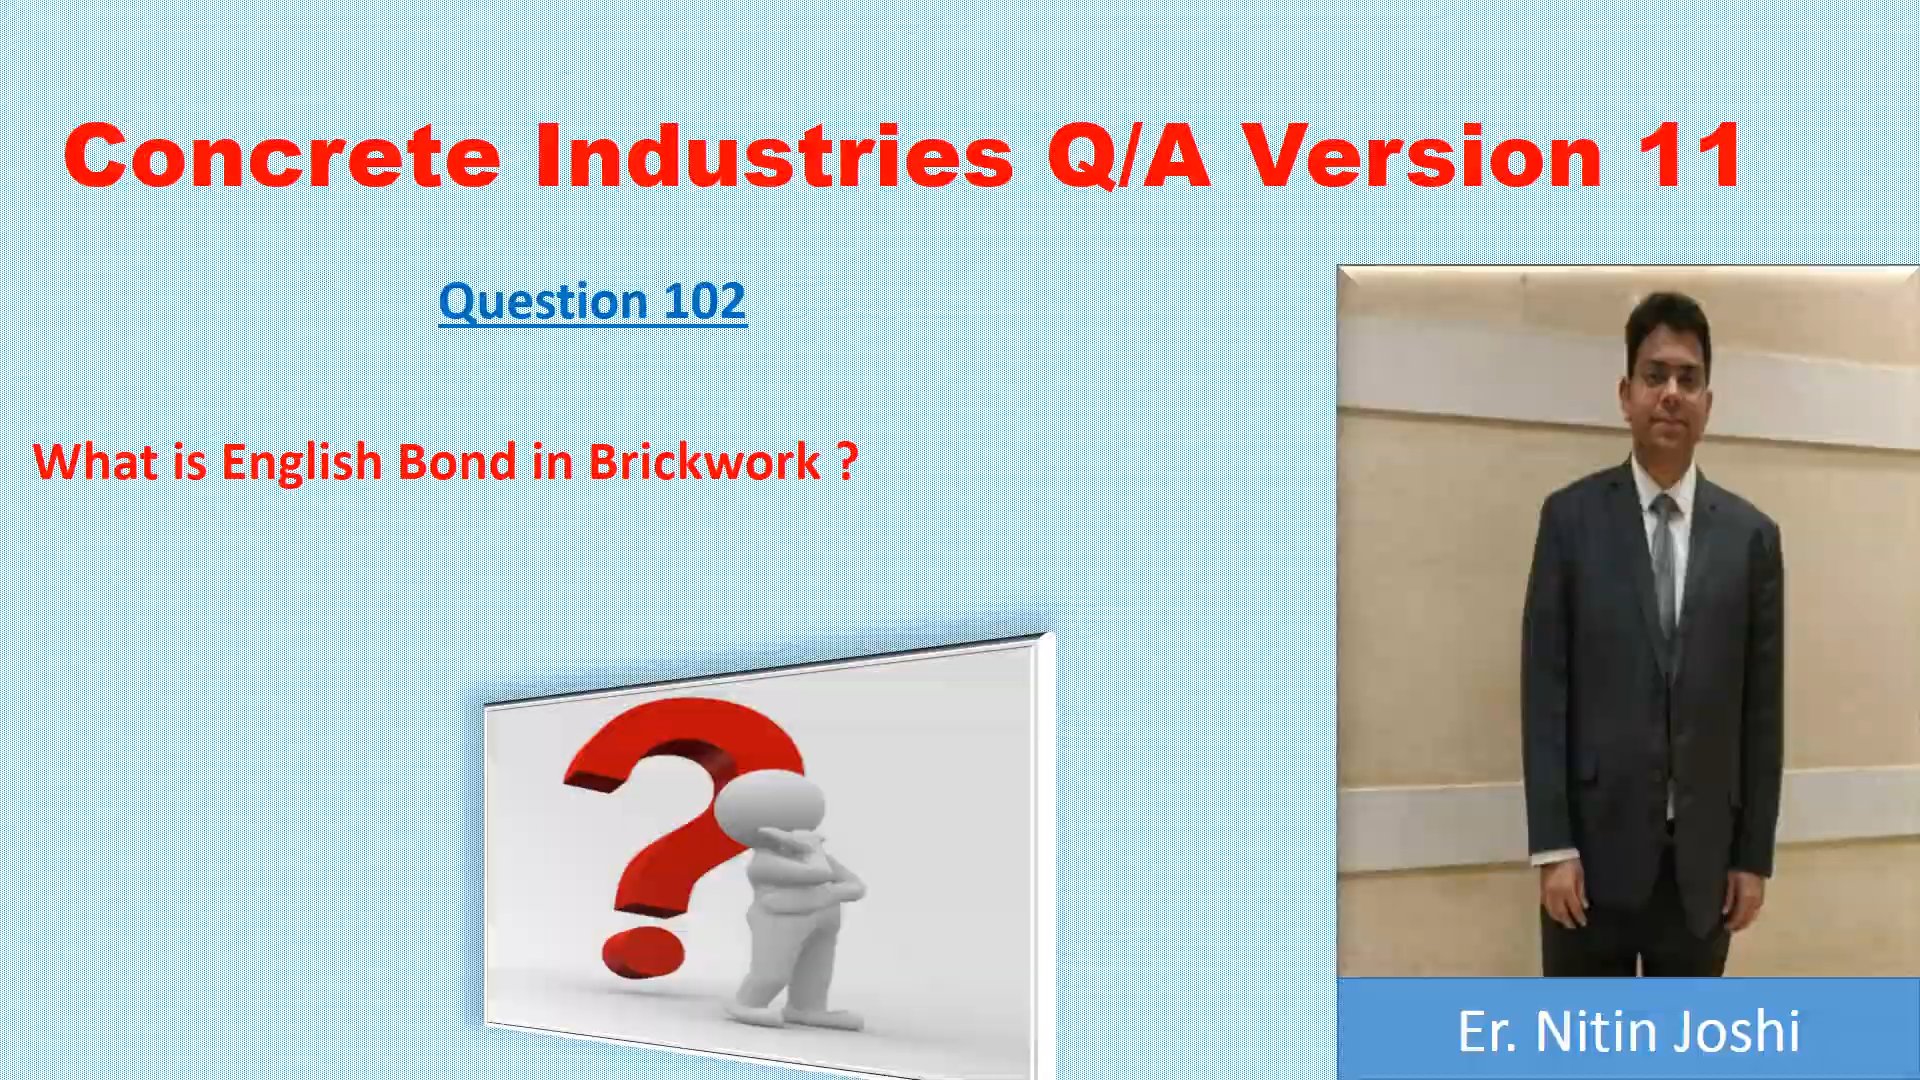 Concrete Industries Q/A Version 11
Question 102
What is English Bond in Brickwork ?
Er. Nitin Joshi